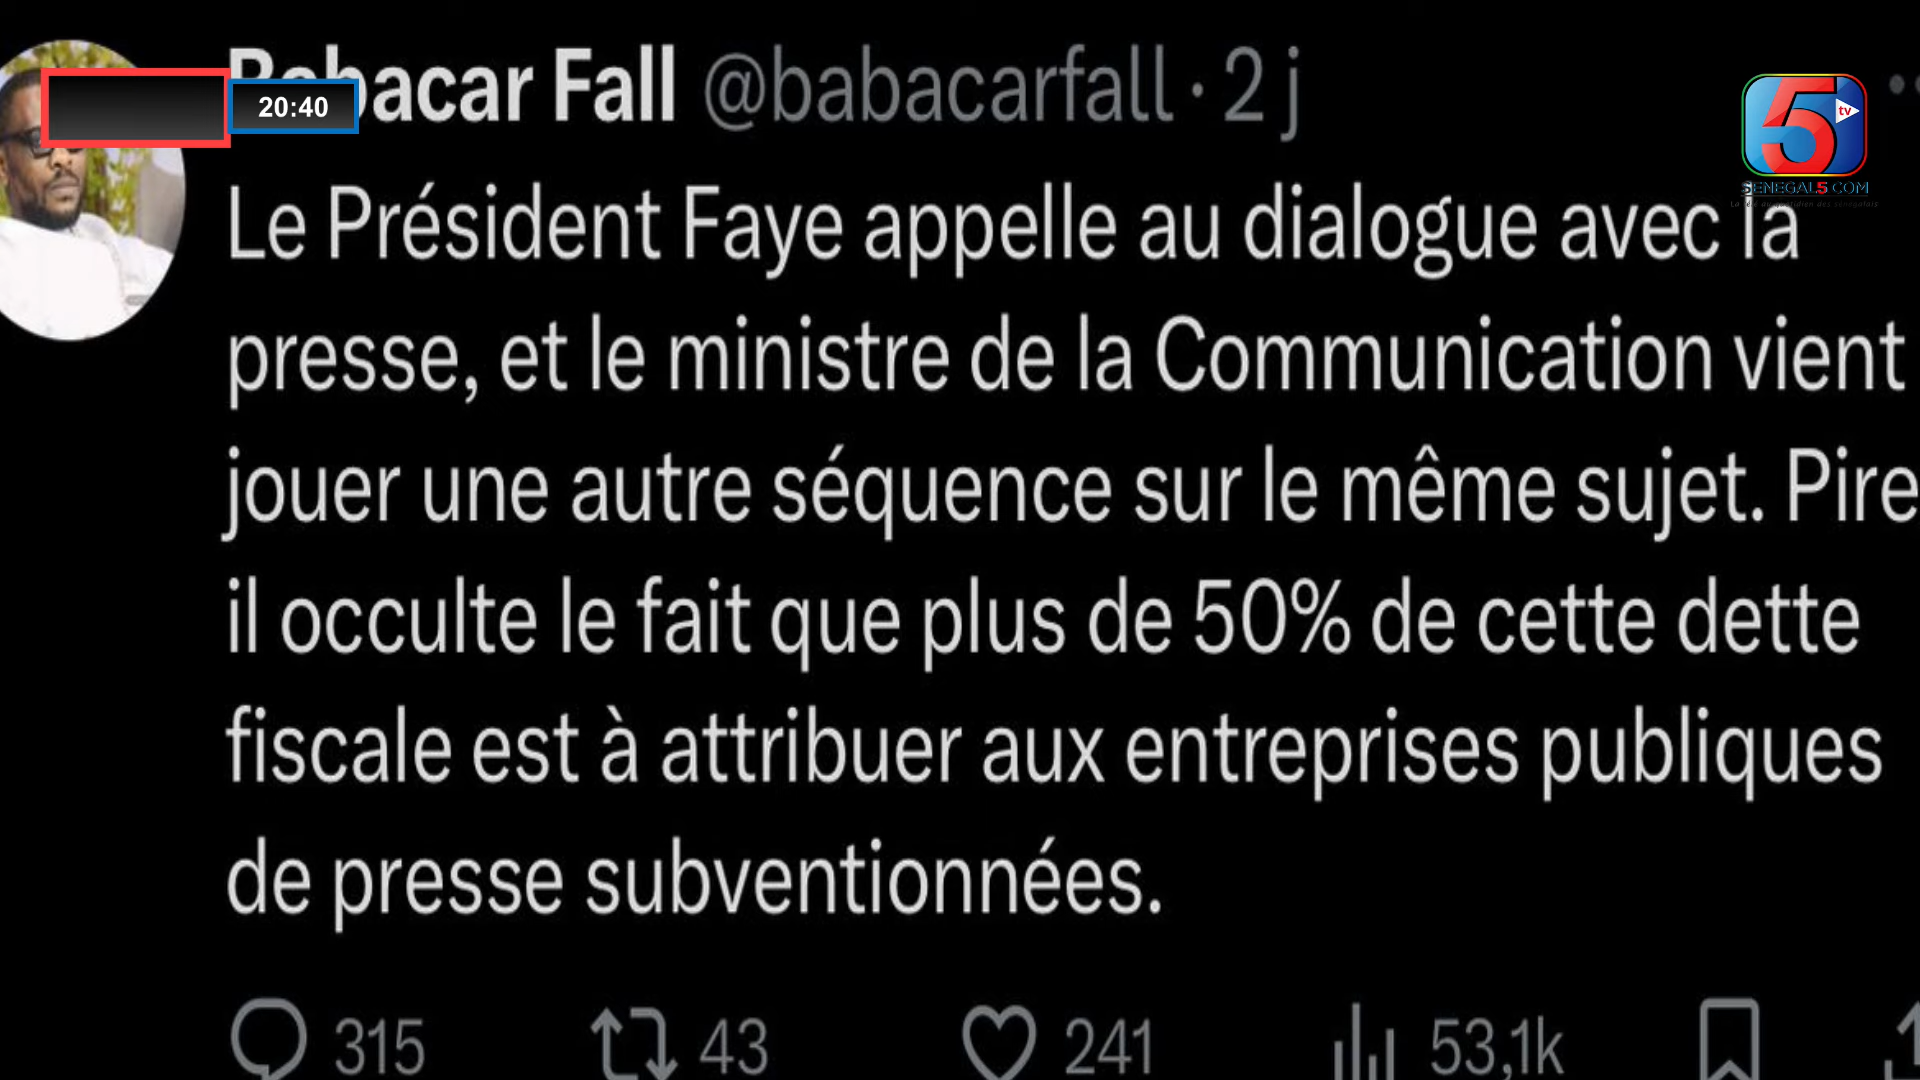 Babacar Fall @babacarfall · 2 j
20:40
5 tv
SENEGAL5.COM
Le Président Faye appelle au dialogue avec la
presse, et le ministre de la Communication vient
jouer une autre séquence sur le même sujet. Pire
il occulte le fait que plus de 50% de cette dette
fiscale est à attribuer aux entreprises publiques
de presse subventionnées.
315 43 241 53,1k